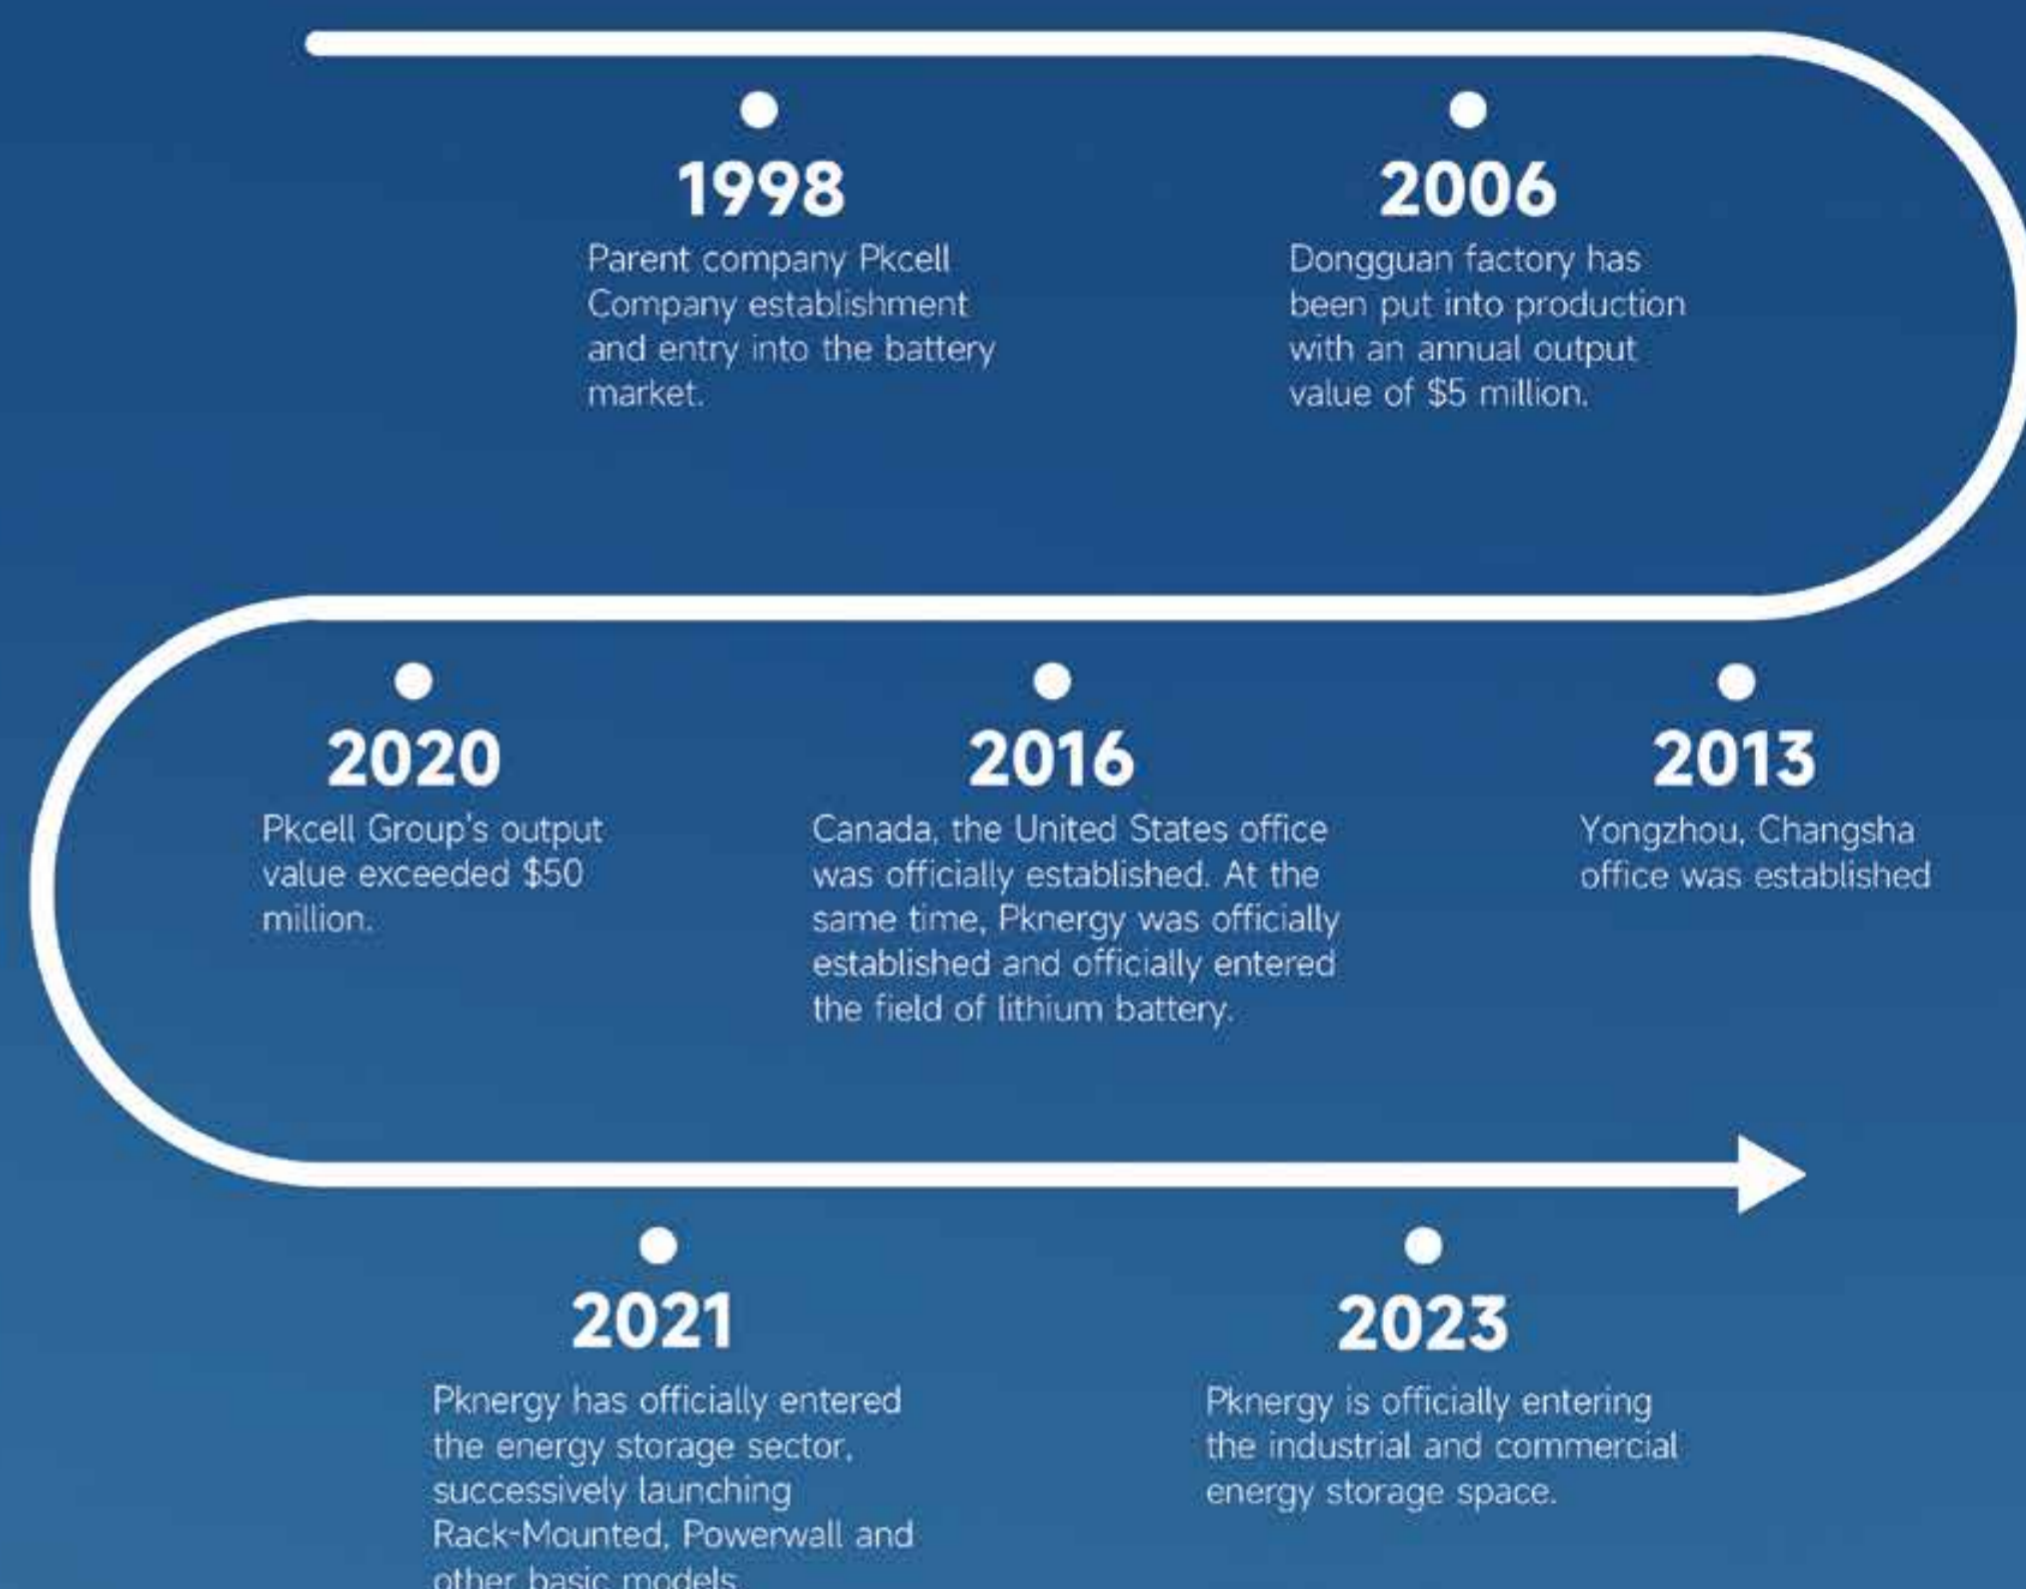 1998
Parent company Pkcell
Company establishment
and entry into the battery
market.
2006
Dongguan factory has
been put into production
with an annual output
value of $5 million.
2013
Yongzhou, Changsha
office was established
2016
Canada, the United States office
was officially established. At the
same time, Pknergy was officially
established and officially entered
the field of lithium battery.
2020
Pkcell Group's output
value exceeded $50
million.
2021
Pknergy has officially entered
the energy storage sector,
successively launching
Rack-Mounted, Powerwall and
other basic models
2023
Pknergy is officially entering
the industrial and commercial
energy storage space.